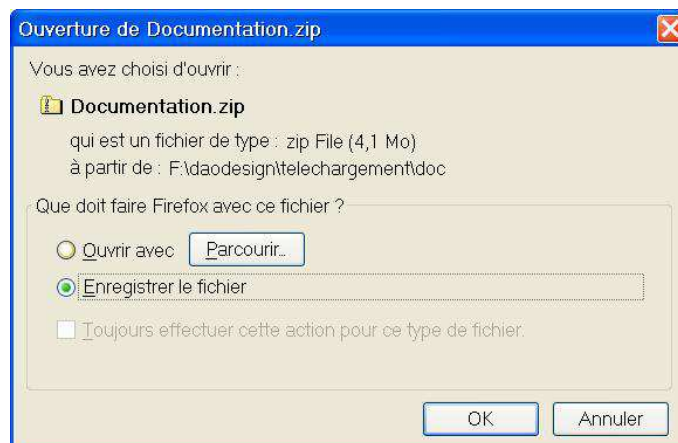 Ouverture de Documentation.zip
Vous avez choisi d'ouvrir :
Documentation.zip
qui est un fichier de type : zip File (4,1 Mo)
à partir de : F:\daodesign\telechargement\doc
Que doit faire Firefox avec ce fichier ?
Ouvrir avec Parcourir...
Enregistrer le fichier
Toujours effectuer cette action pour ce type de fichier.
OK Annuler